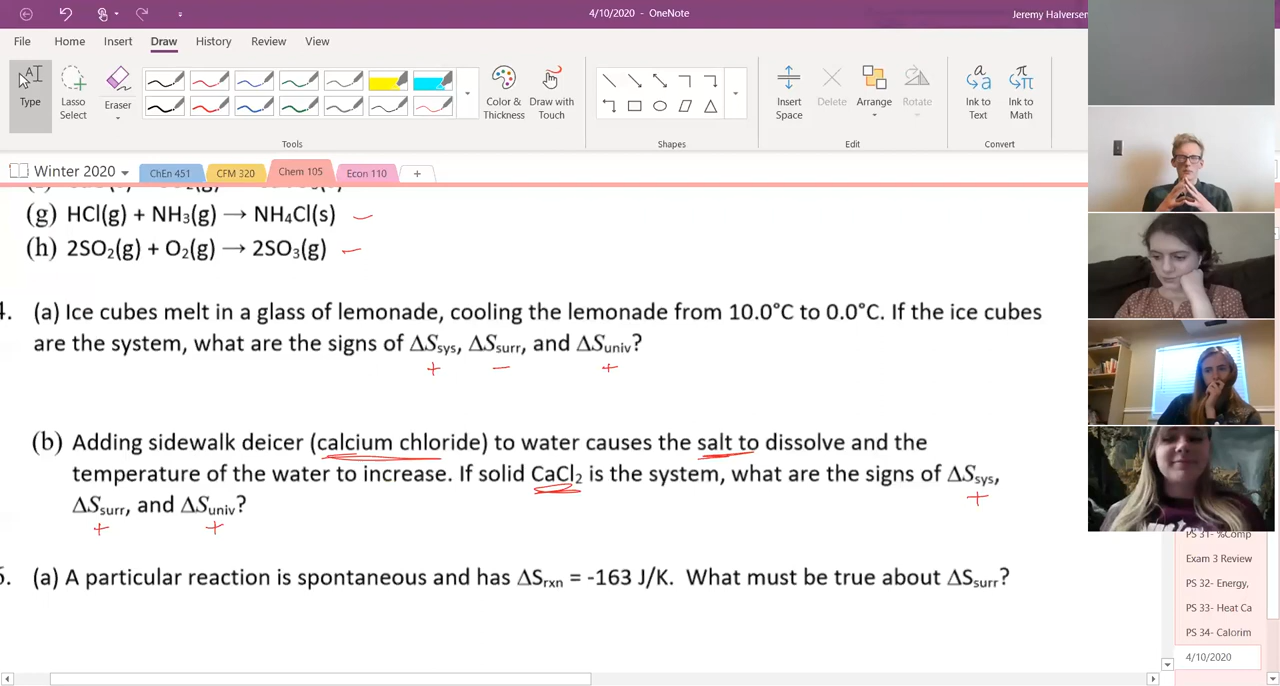 4/10/2020 - OneNote
Jeremy Halversen
File Home Insert Draw History Review View
Type
Lasso Select
Eraser
Color & Thickness
Draw with Touch
Insert Space
Delete
Arrange
Rotate
Ink to Text
Ink to Math
Tools Shapes Edit Convert
Winter 2020 ChEn 451 CFM 320 Chem 105 Econ 110 +
(g) HCl(g) + NH₃(g) → NH₄Cl(s) −
(h) 2SO₂(g) + O₂(g) → 2SO₃(g) −
4. (a) Ice cubes melt in a glass of lemonade, cooling the lemonade from 10.0°C to 0.0°C. If the ice cubes
are the system, what are the signs of ΔSsys, ΔSsurr, and ΔSuniv?
+ − +
(b) Adding sidewalk deicer (calcium chloride) to water causes the salt to dissolve and the
temperature of the water to increase. If solid CaCl₂ is the system, what are the signs of ΔSsys,
+
ΔSsurr, and ΔSuniv?
+ +
(a) A particular reaction is spontaneous and has ΔSrxn = -163 J/K. What must be true about ΔSsurr?
PS 31- %Comp
Exam 3 Review
PS 32- Energy,
PS 33- Heat Ca
PS 34- Calorim
4/10/2020